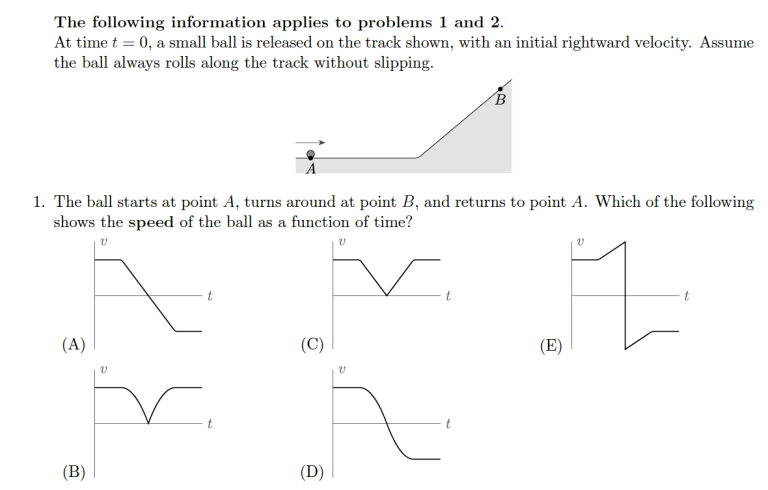 The following information applies to problems 1 and 2.
At time t = 0, a small ball is released on the track shown, with an initial rightward velocity. Assume
the ball always rolls along the track without slipping.
B
A
1. The ball starts at point A, turns around at point B, and returns to point A. Which of the following
shows the speed of the ball as a function of time?
v
t
(A)
v
t
(C)
v
t
(E)
v
t
(B)
v
t
(D)